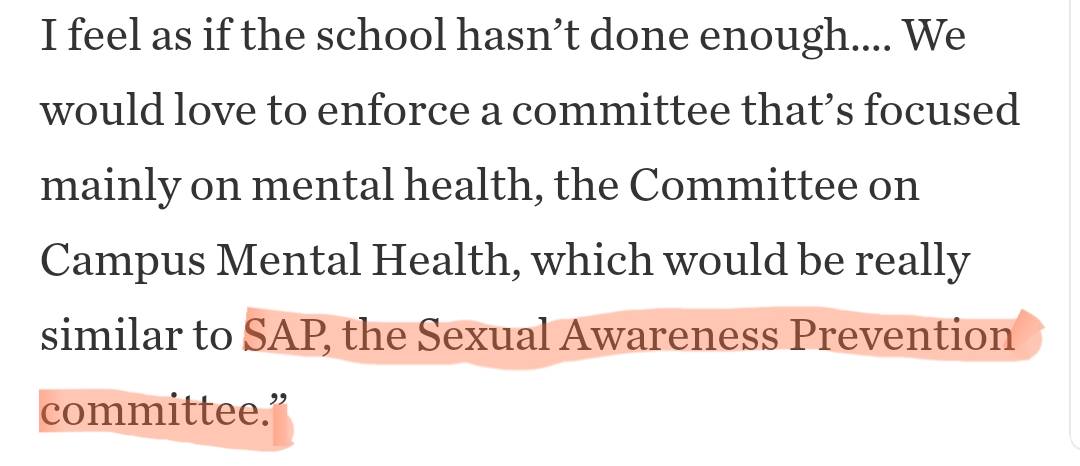 I feel as if the school hasn’t done enough.... We
would love to enforce a committee that’s focused
mainly on mental health, the Committee on
Campus Mental Health, which would be really
similar to SAP, the Sexual Awareness Prevention
committee.”